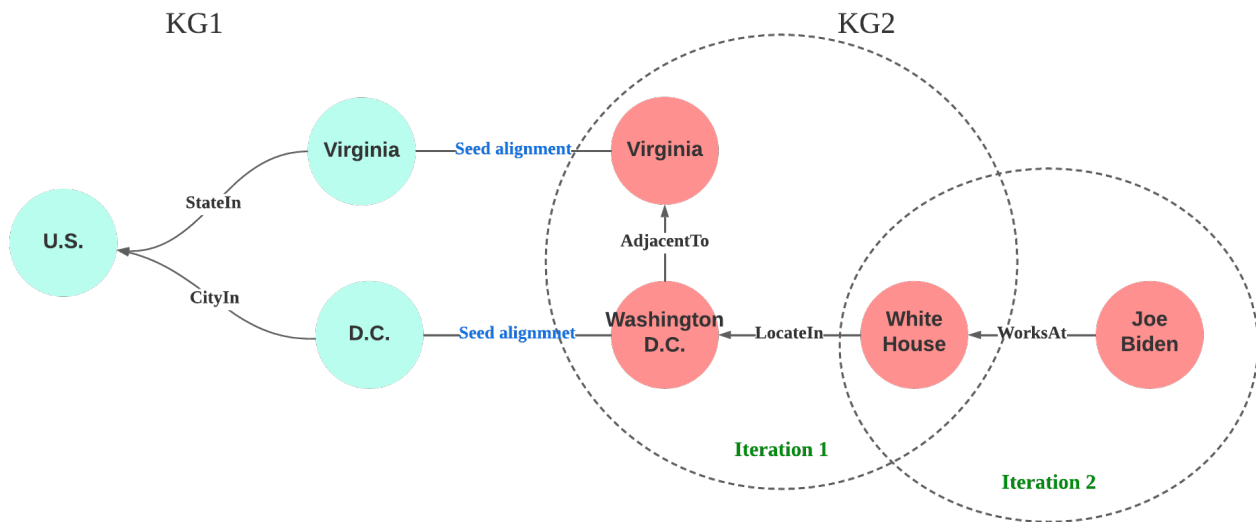 KG1
KG2
Virginia
Seed alignment
Virginia
StateIn
U.S.
AdjacentTo
CityIn
D.C.
Seed alignmnet
Washington
D.C.
LocateIn
White
House
WorksAt
Joe
Biden
Iteration 1
Iteration 2